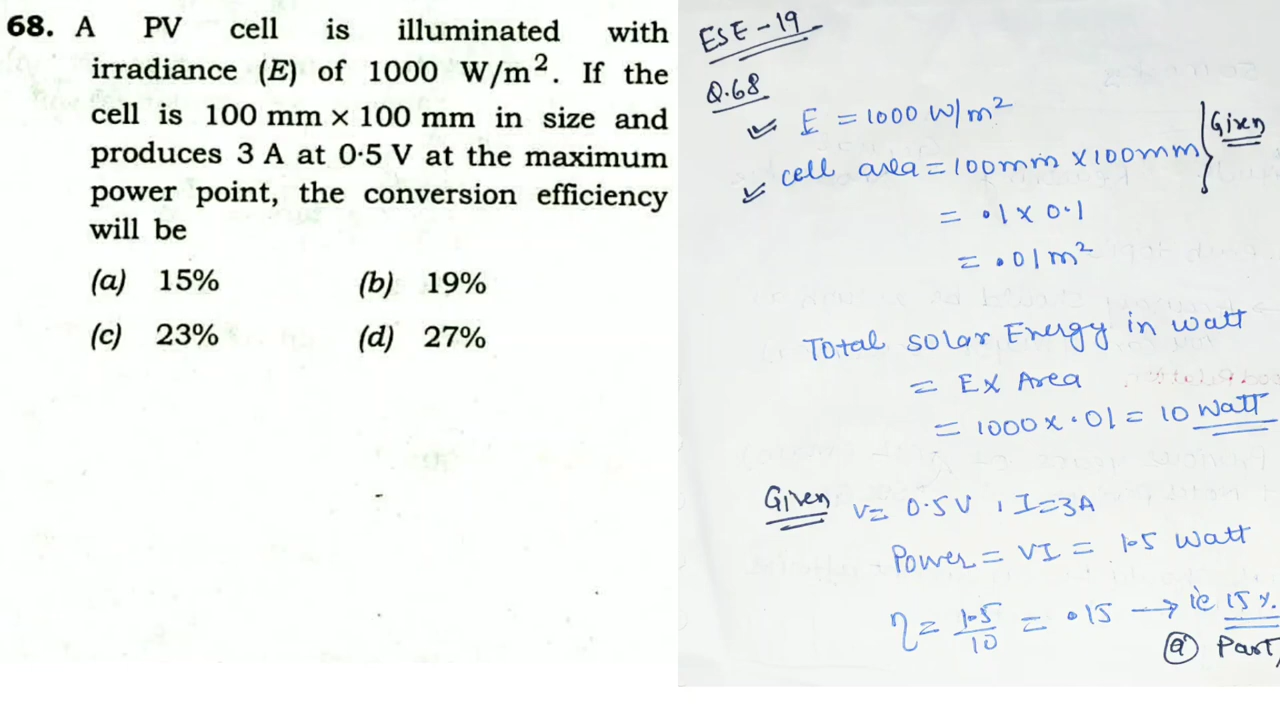 68. A PV cell is illuminated with
irradiance (E) of 1000 W/m². If the
cell is 100 mm × 100 mm in size and
produces 3 A at 0·5 V at the maximum
power point, the conversion efficiency
will be
(a) 15% (b) 19%
(c) 23% (d) 27%
ESE-19
Q.68
E = 1000 W/m²
Given
cell area = 100mm x100mm
= .1 x 0.1
= .01m²
Total solar Energy in watt
= Ex Area
= 1000 x .01 = 10 Watt
Given V= 0.5V , I=3A
Power = VI = 1.5 Watt
η= 1.5/10 = .15 → ie 15%.
(a) Part